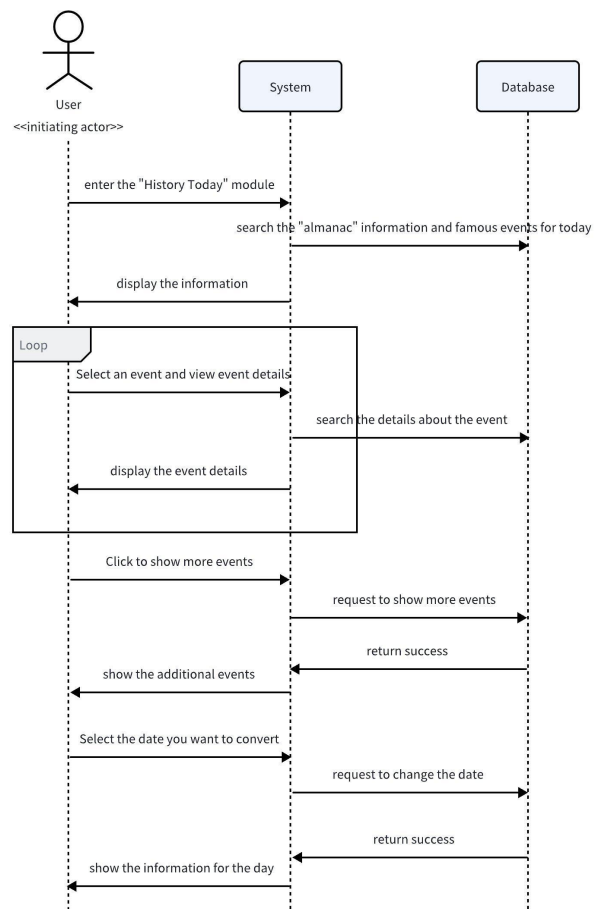 User
<<initiating actor>>
System
Database
enter the "History Today" module
search the "almanac" information and famous events for today
display the information
Loop
Select an event and view event details
search the details about the event
display the event details
Click to show more events
request to show more events
return success
show the additional events
Select the date you want to convert
request to change the date
return success
show the information for the day